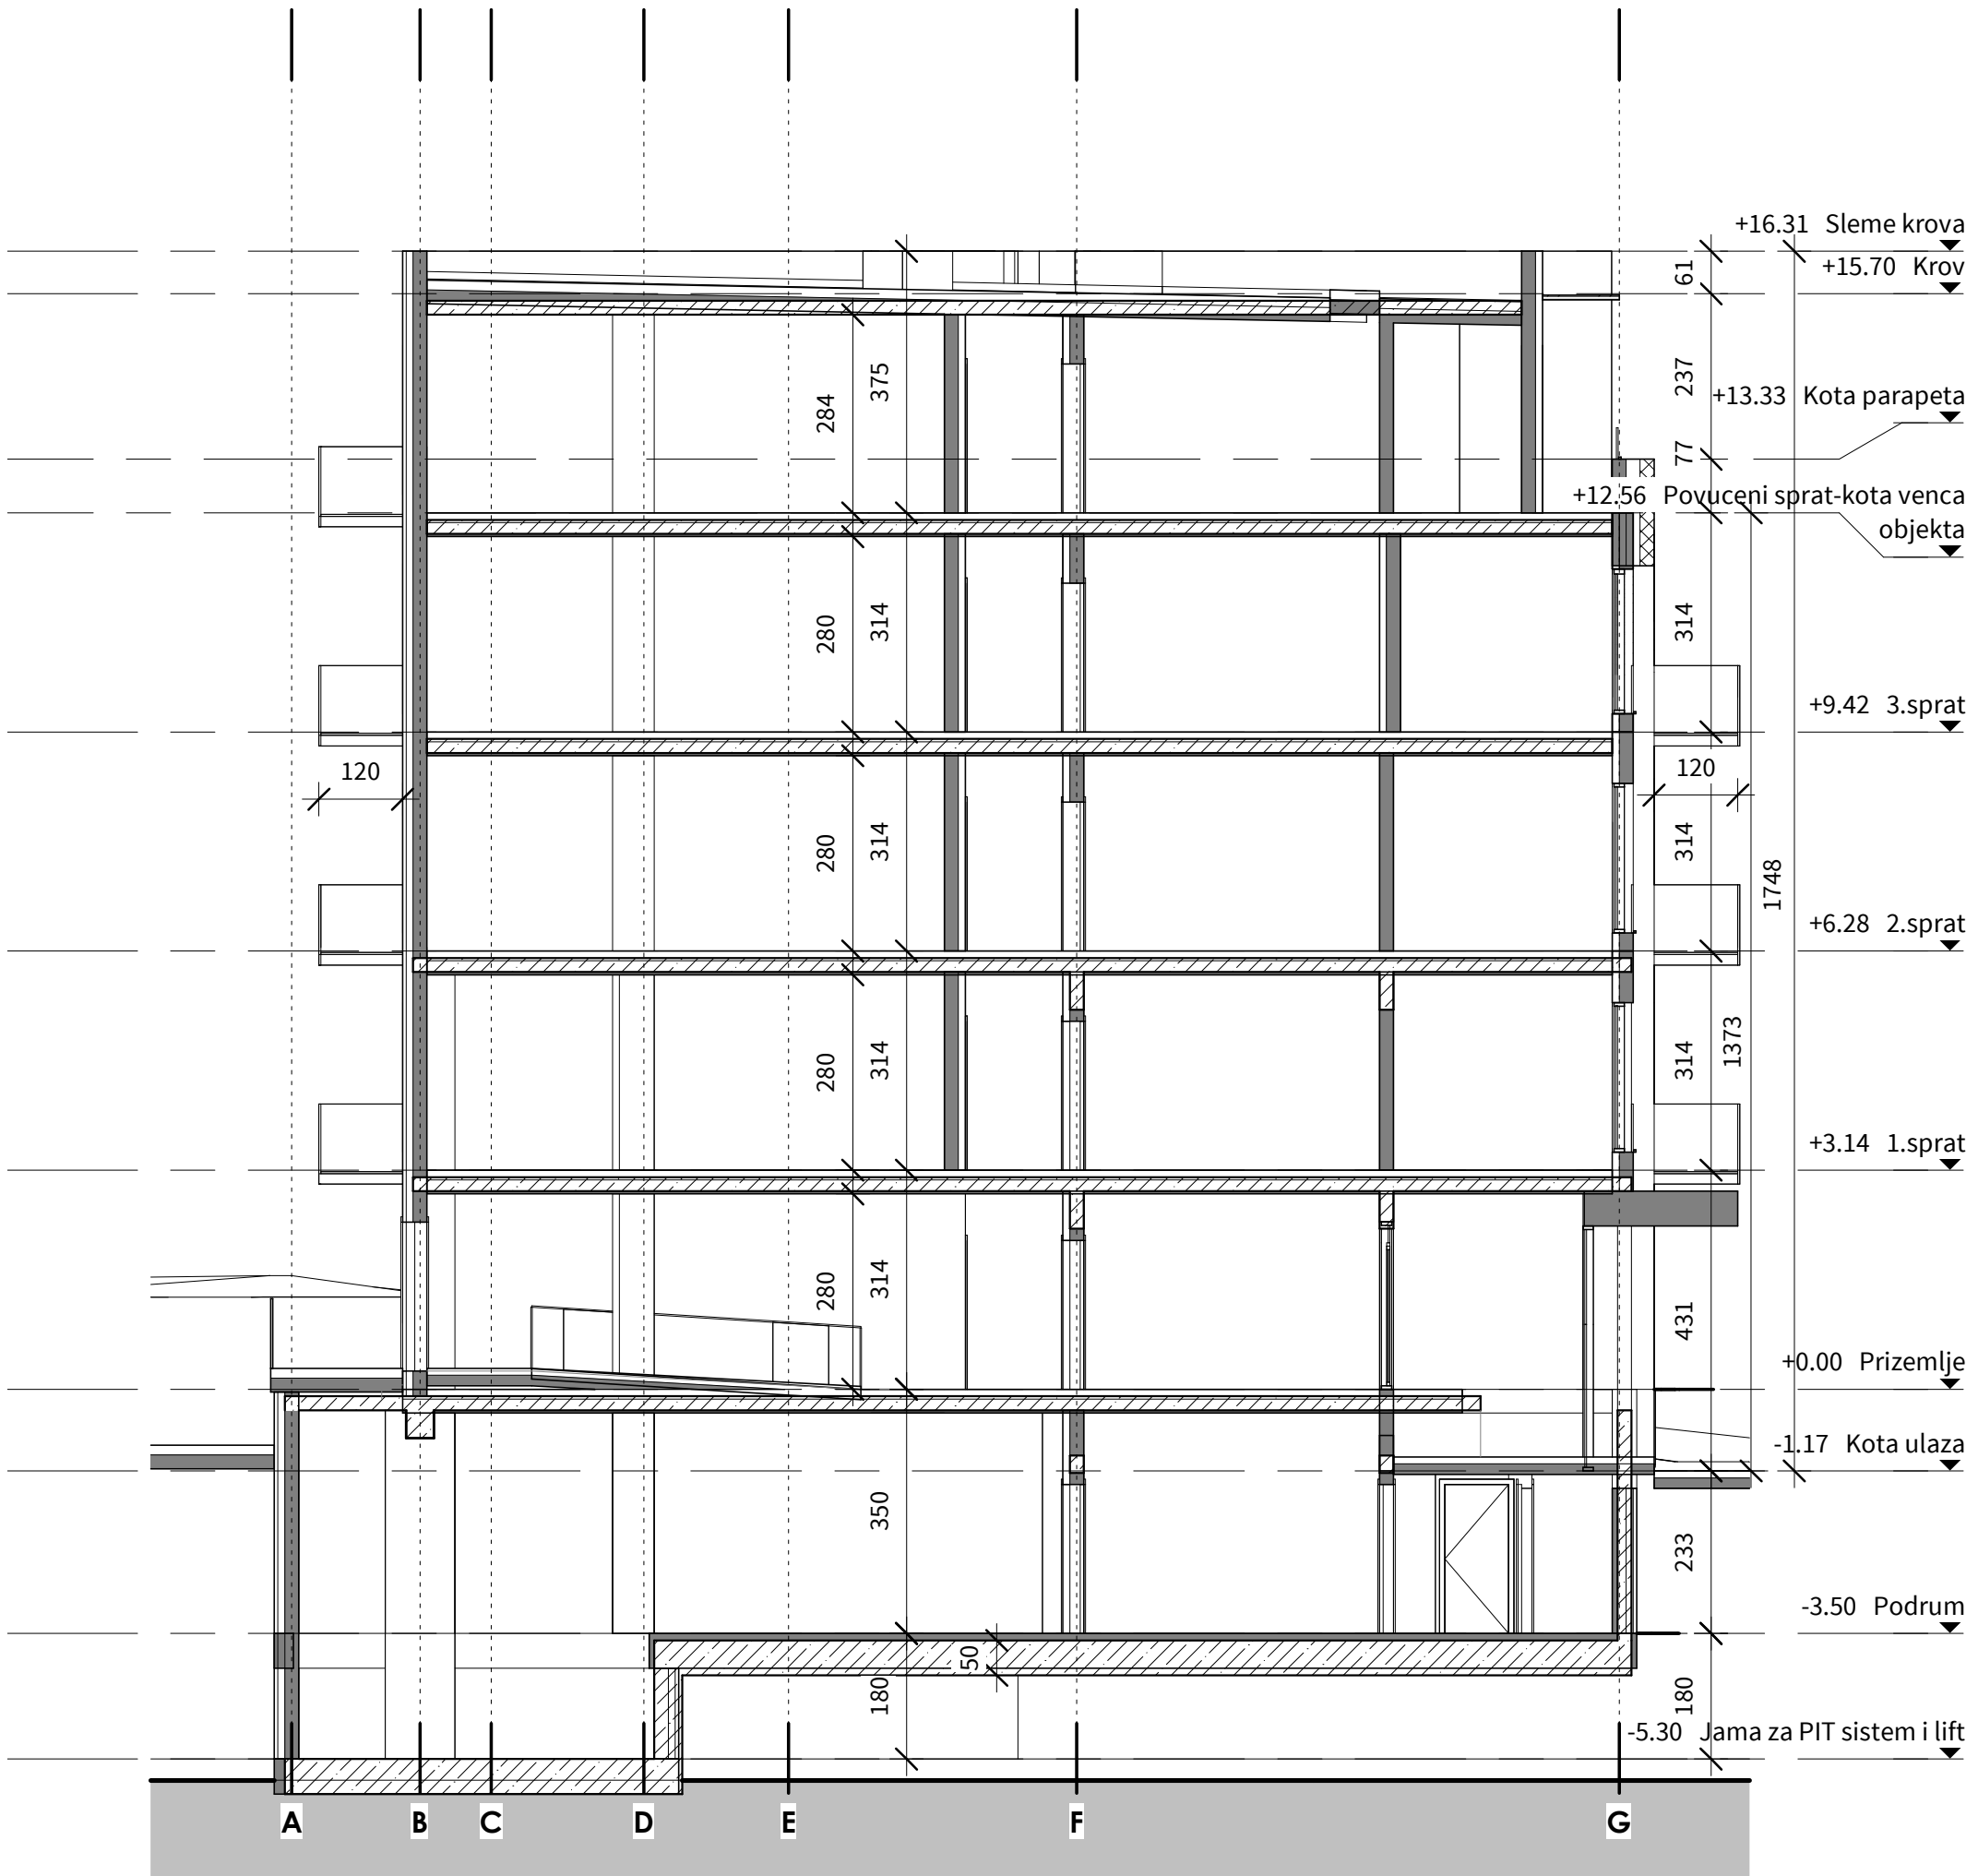 +16.31 Sleme krova
61
+15.70 Krov
375
284
237
+13.33 Kota parapeta
77
+12.56 Povuceni sprat-kota venca
objekta
280
314
314
+9.42 3.sprat
120
120
280
314
314
1748
+6.28 2.sprat
280
314
314
1373
+3.14 1.sprat
280
314
431
+0.00 Prizemlje
-1.17 Kota ulaza
350
233
-3.50 Podrum
50
180
180
-5.30 Jama za PIT sistem i lift
A B C D E F G